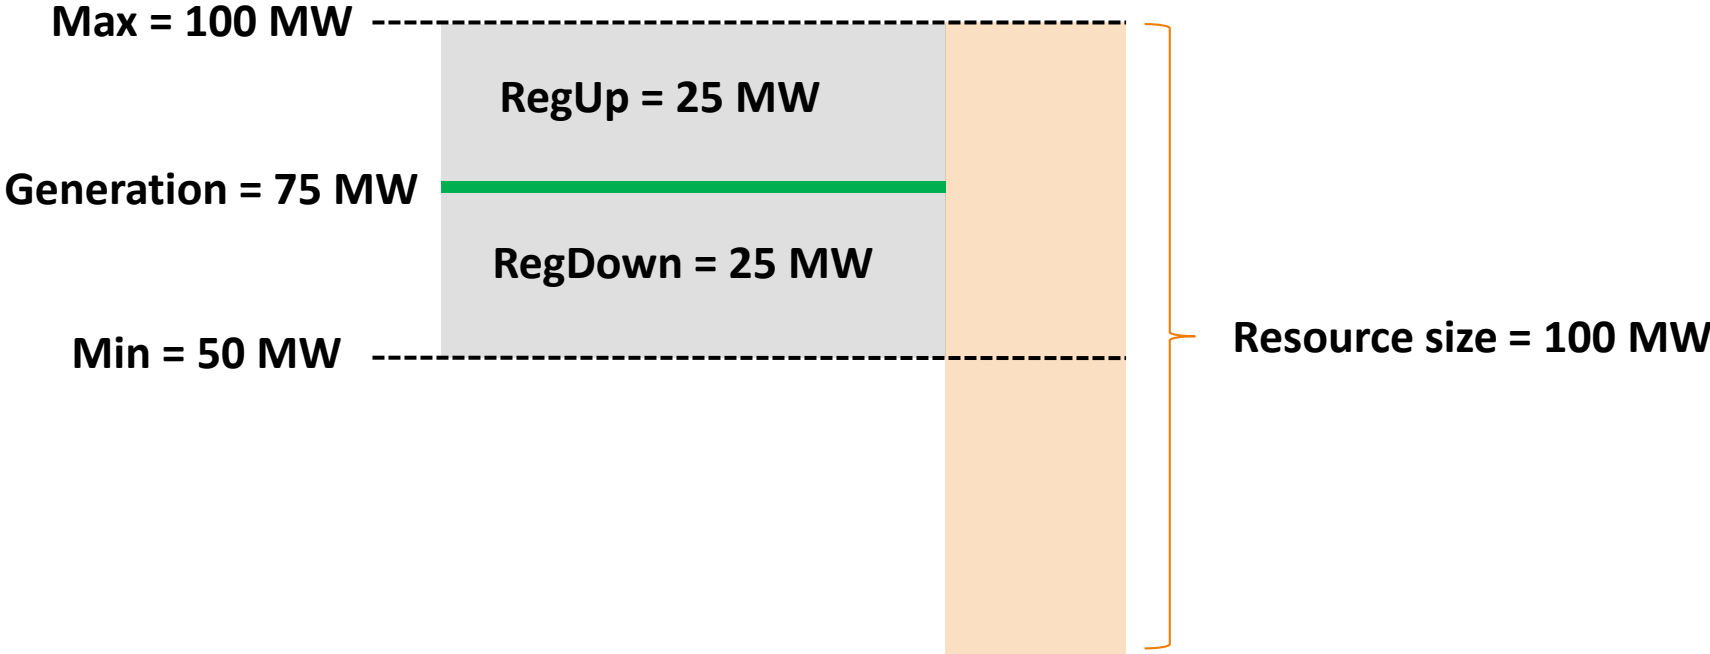 Max = 100 MW
RegUp = 25 MW
Generation = 75 MW
RegDown = 25 MW
Min = 50 MW
Resource size = 100 MW